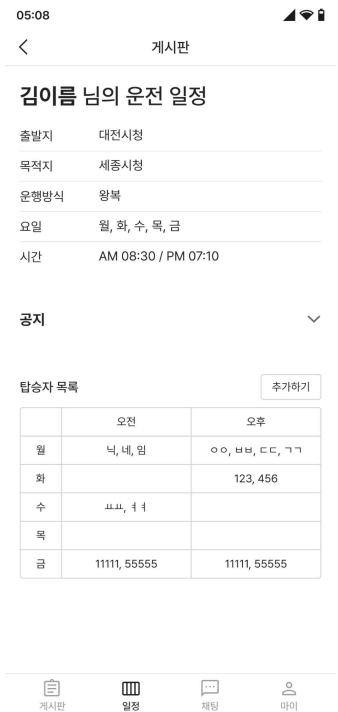 05:08
게시판
김이름 님의 운전 일정
출발지 대전시청
목적지 세종시청
운행방식 왕복
요일 월, 화, 수, 목, 금
시간 AM 08:30 / PM 07:10
공지
탑승자 목록 추가하기
오전 오후
월 닉, 네, 임 ㅇㅇ, ㅂㅂ, ㄷㄷ, ㄱㄱ
화 123, 456
수 ㅛㅛ, ㅕㅕ
목
금 11111, 55555 11111, 55555
게시판 일정 채팅 마이